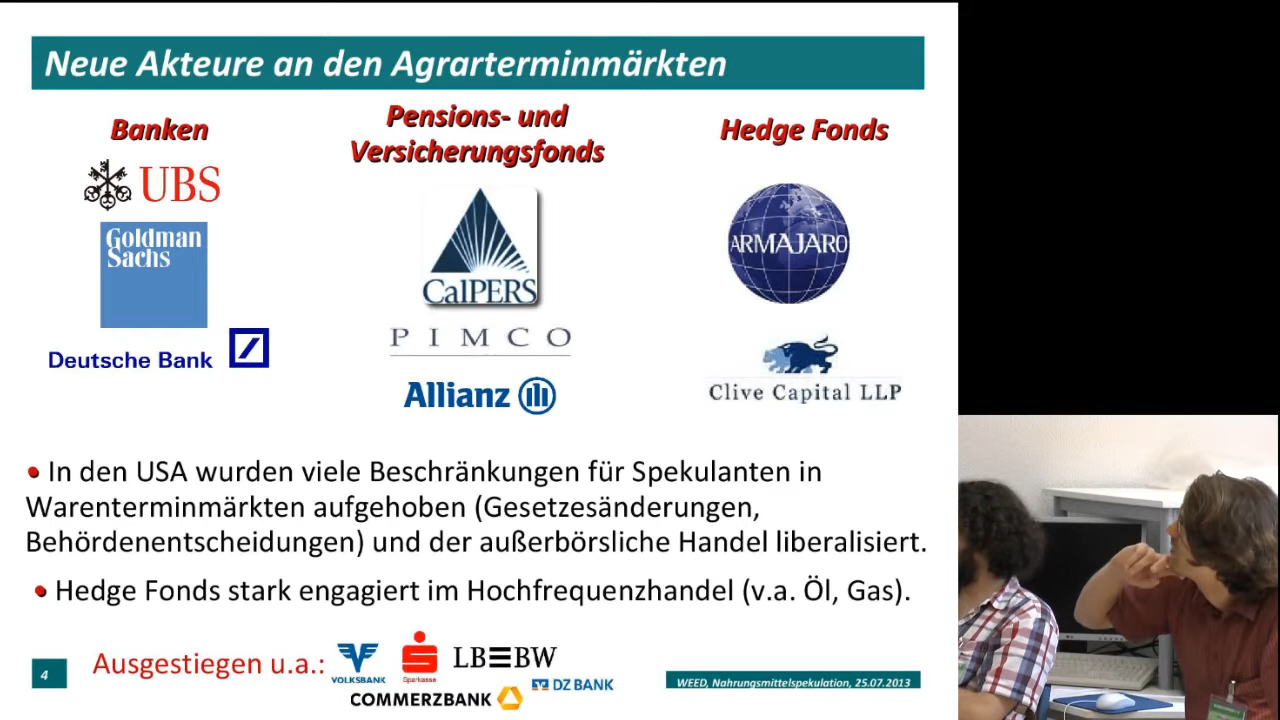 Neue Akteure an den Agrarterminmärkten
Banken
UBS
Goldman
Sachs
Deutsche Bank
Pensions- und
Versicherungsfonds
CalPERS
PIMCO
Allianz
Hedge Fonds
ARMAJARO
Clive Capital LLP
• In den USA wurden viele Beschränkungen für Spekulanten in
Warenterminmärkten aufgehoben (Gesetzesänderungen,
Behördenentscheidungen) und der außerbörsliche Handel liberalisiert.
• Hedge Fonds stark engagiert im Hochfrequenzhandel (v.a. Öl, Gas).
Ausgestiegen u.a.:
VOLKSBANK
Sparkasse
LBBW
COMMERZBANK
DZ BANK
4
WEED, Nahrungsmittelspekulation, 25.07.2013